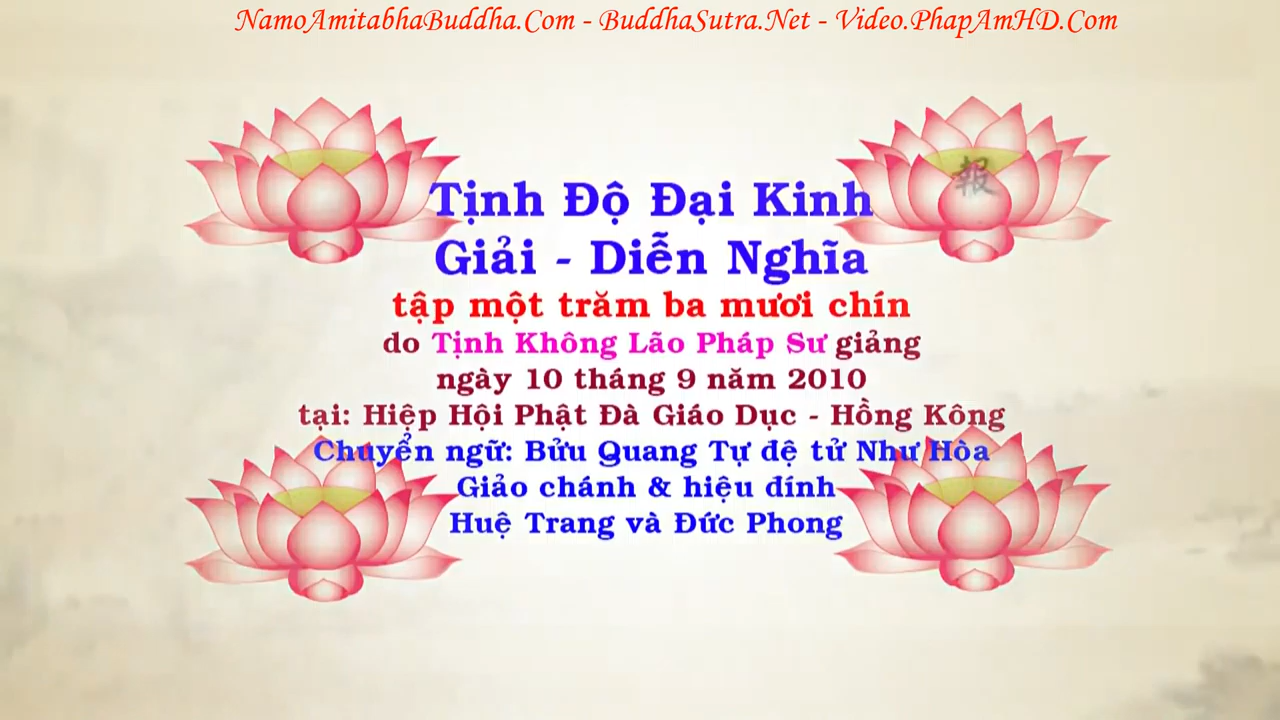 NamoAmitabhaBuddha.Com - BuddhaSutra.Net - Video.PhapAmHD.Com
報
Tịnh Độ Đại Kinh
Giải - Diễn Nghĩa
tập một trăm ba mươi chín
do Tịnh Không Lão Pháp Sư giảng
ngày 10 tháng 9 năm 2010
tại: Hiệp Hội Phật Đà Giáo Dục - Hồng Kông
Chuyển ngữ: Bửu Quang Tự đệ tử Như Hòa
Giảo chánh & hiệu đính
Huệ Trang và Đức Phong